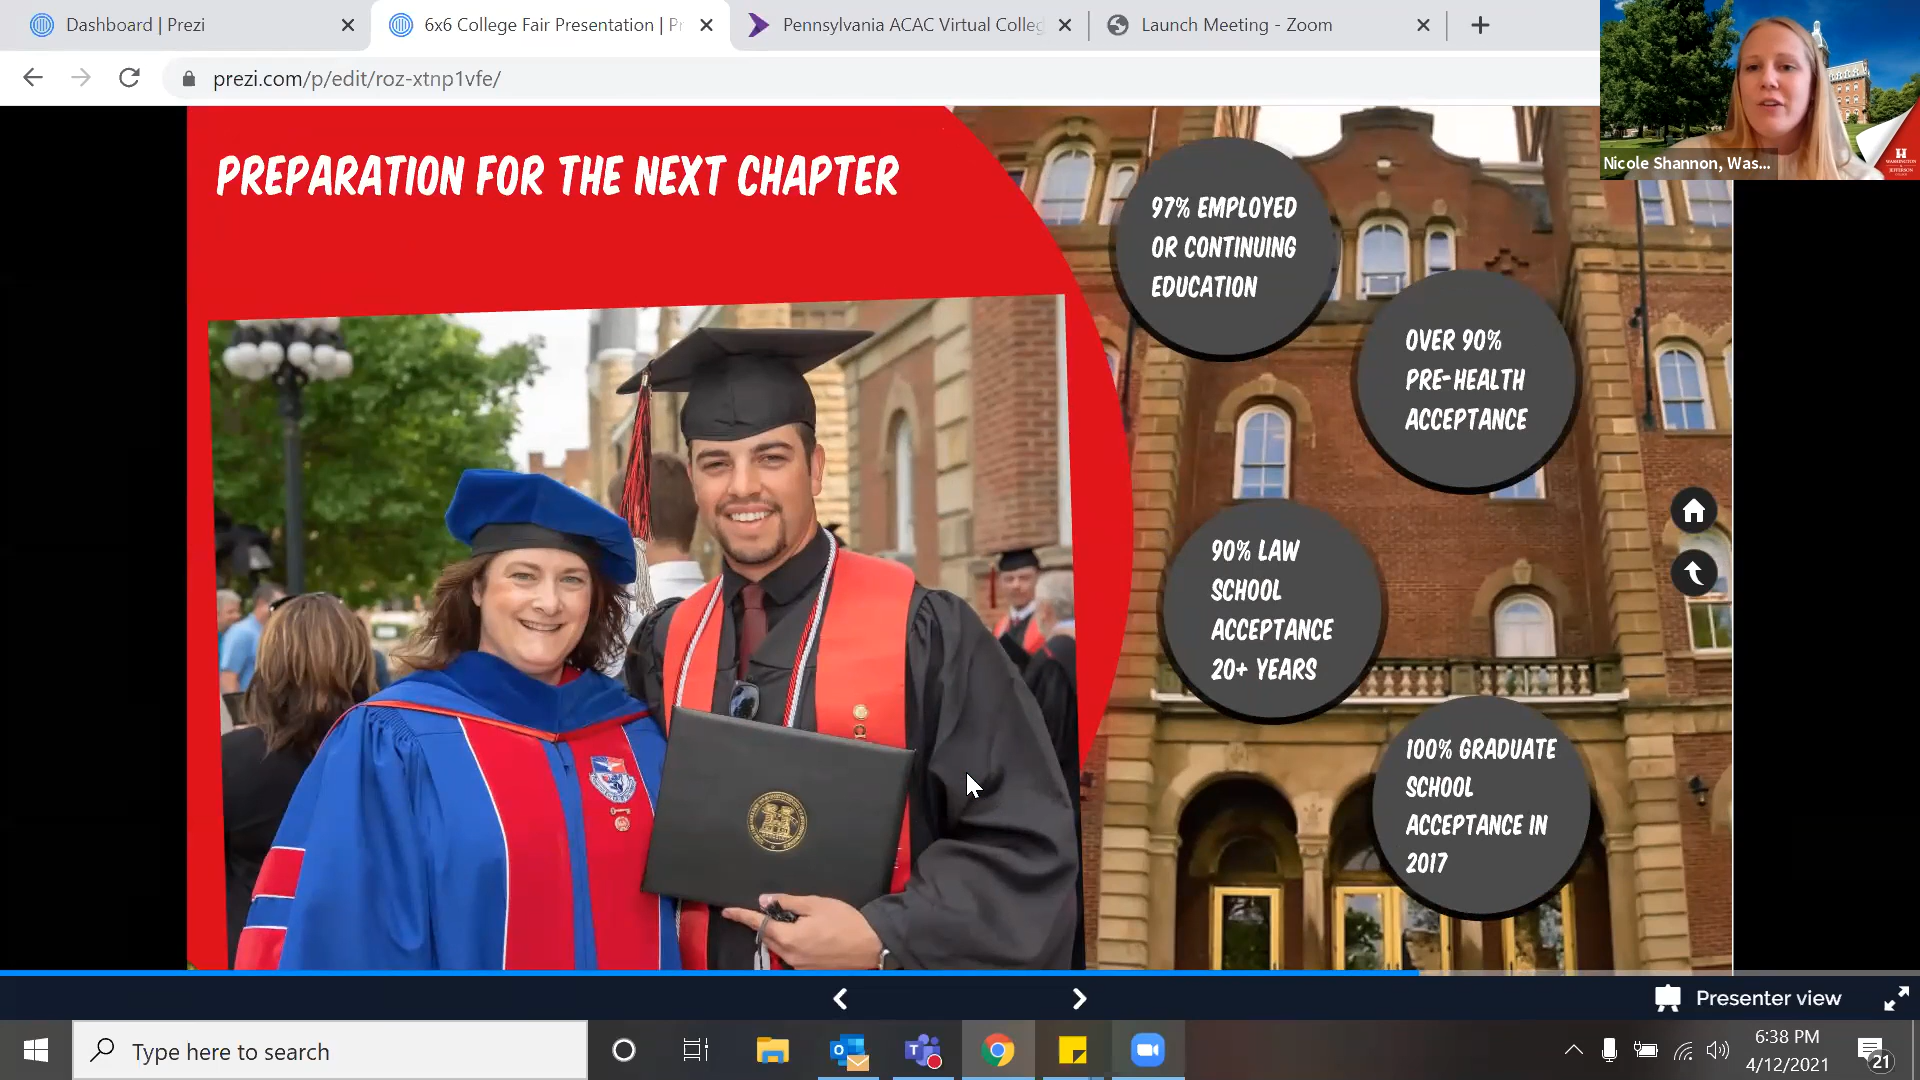 Dashboard | Prezi
6x6 College Fair Presentation | Pr
Pennsylvania ACAC Virtual Colleg
Launch Meeting - Zoom
prezi.com/p/edit/roz-xtnp1vfe/
Nicole Shannon, Was...
WASHINGTON &
JEFFERSON
PREPARATION FOR THE NEXT CHAPTER
97% EMPLOYED
OR CONTINUING
EDUCATION
OVER 90%
PRE-HEALTH
ACCEPTANCE
90% LAW
SCHOOL
ACCEPTANCE
20+ YEARS
100% GRADUATE
SCHOOL
ACCEPTANCE IN
2017
Presenter view
Type here to search
6:38 PM
4/12/2021
21